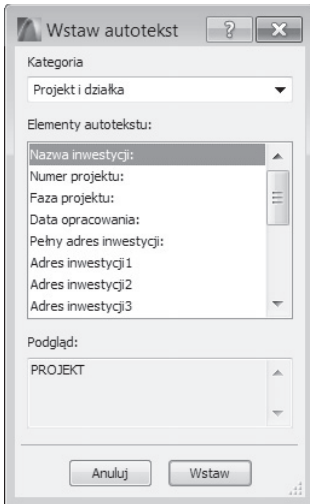 Wstaw autotekst
Kategoria
Projekt i działka
Elementy autotekstu:
Nazwa inwestycji:
Numer projektu:
Faza projektu:
Data opracowania:
Pełny adres inwestycji:
Adres inwestycji1
Adres inwestycji2
Adres inwestycji3
Podgląd:
PROJEKT
Anuluj Wstaw